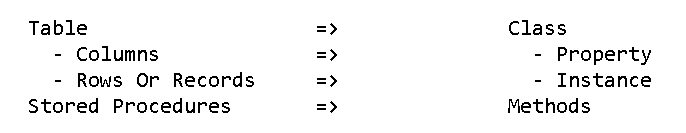 Table => Class
- Columns => - Property
- Rows Or Records => - Instance
Stored Procedures => Methods